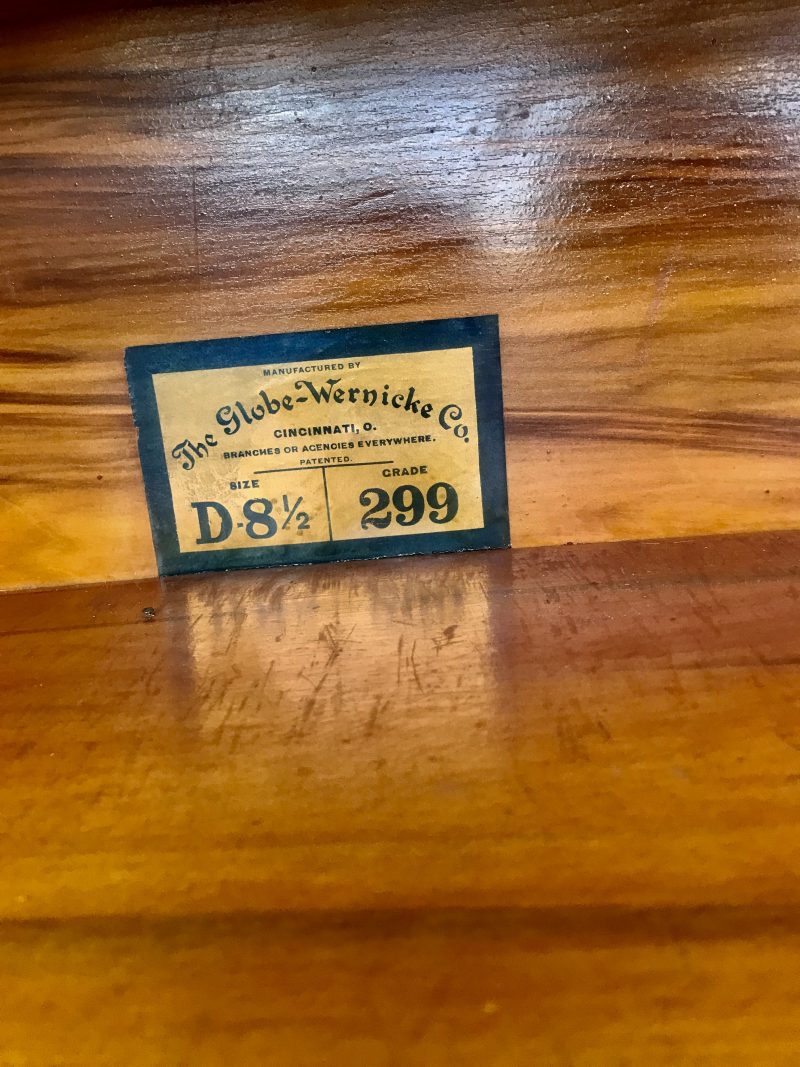 MANUFACTURED BY
The Globe-Wernicke Co.
CINCINNATI, O.
BRANCHES OR AGENCIES EVERYWHERE.
PATENTED.
SIZE GRADE
D-8½ 299